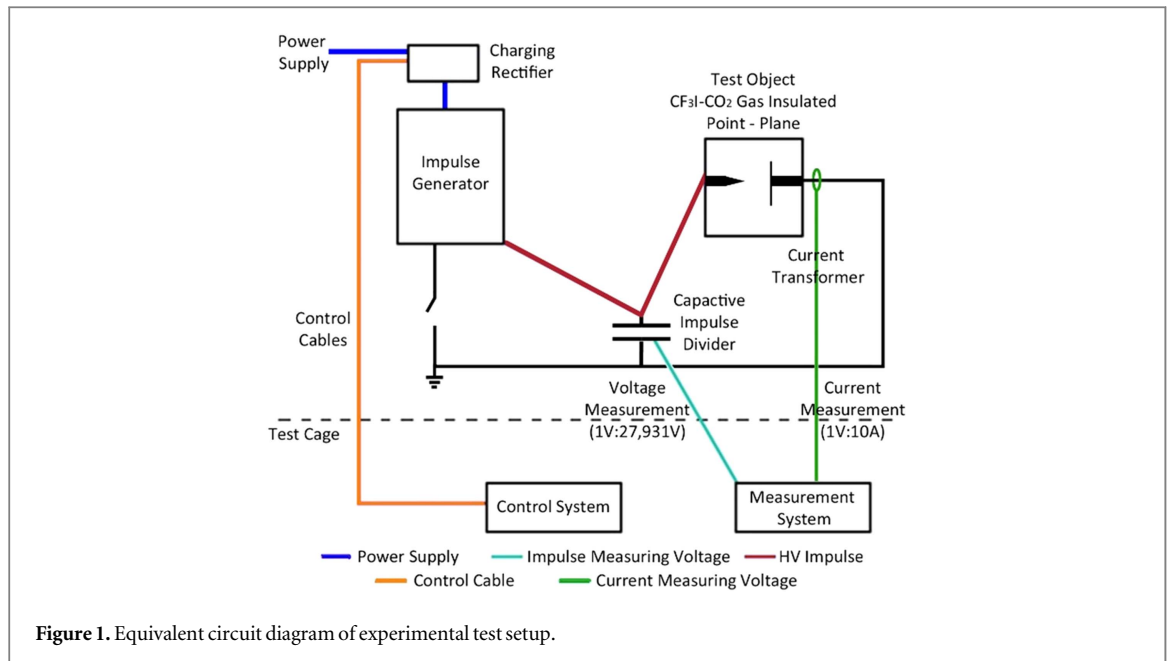 Power
Supply
Charging
Rectifier
Test Object
CF₃I-CO₂ Gas Insulated
Point - Plane
Impulse
Generator
Current
Transformer
Capactive
Impulse
Divider
Control
Cables
Voltage
Measurement
(1V:27,931V)
Current
Measurement
(1V:10A)
Test Cage
Control System
Measurement
System
Power Supply
Impulse Measuring Voltage
HV Impulse
Control Cable
Current Measuring Voltage
Figure 1. Equivalent circuit diagram of experimental test setup.